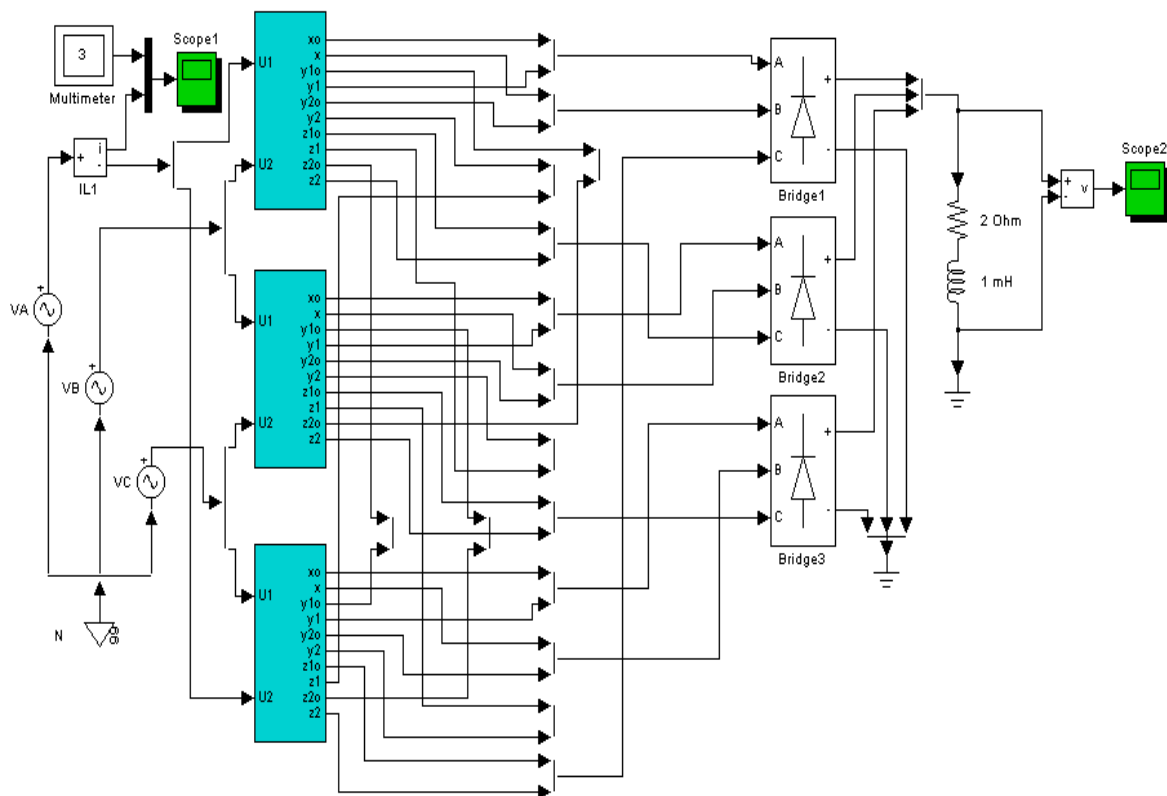 Scope1
3
Multimeter
+
i
-
IL1
U1
U2
xo
x
y1o
y1
y2o
y2
z1o
z1
z2o
z2
A
B
C
+
-
Bridge1
+
-
v
Scope2
2 Ohm
1 mH
+
VA
+
VB
+
VC
N
U1
U2
xo
x
y1o
y1
y2o
y2
z1o
z1
z2o
z2
A
B
C
+
-
Bridge2
U1
U2
xo
x
y1o
y1
y2o
y2
z1o
z1
z2o
z2
A
B
C
+
-
Bridge3